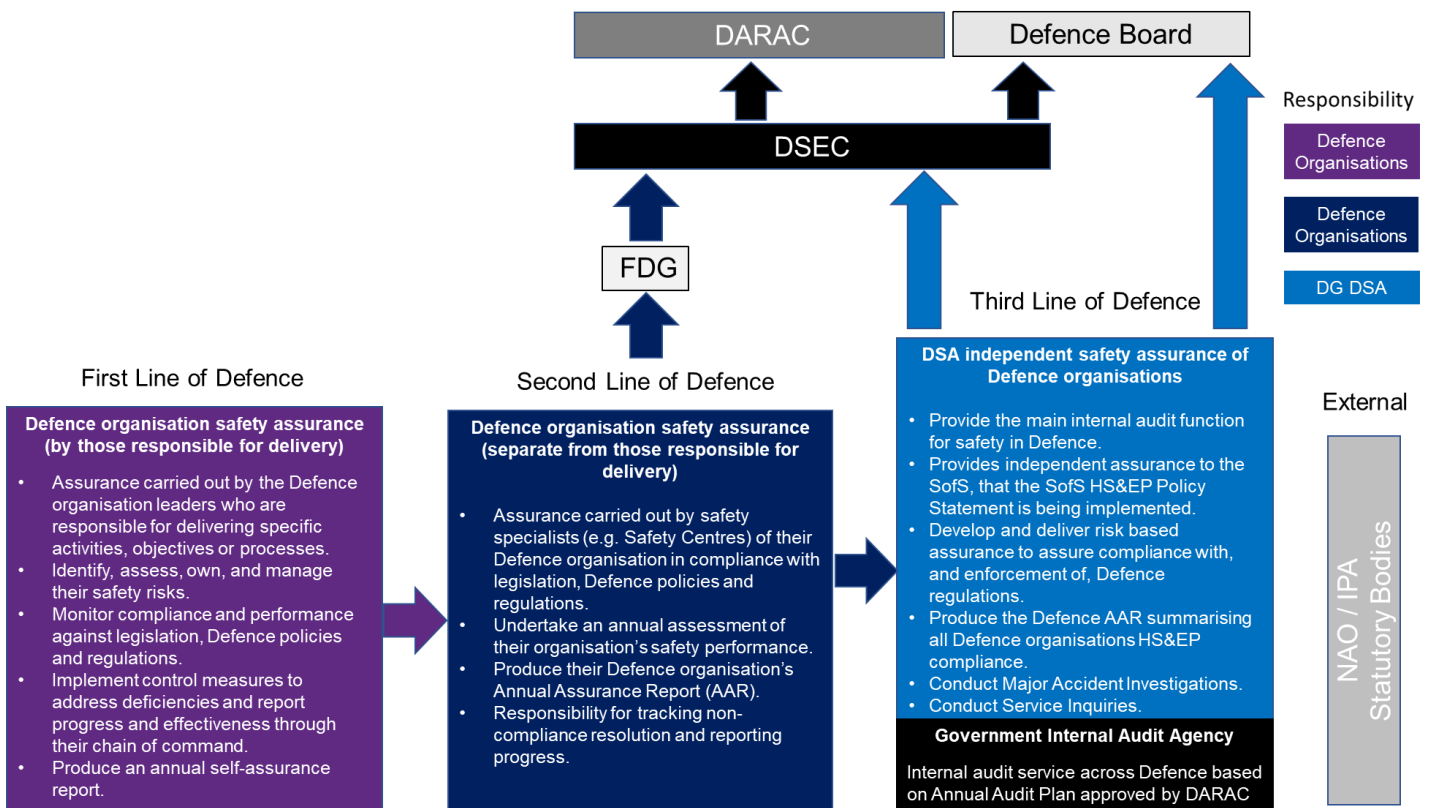 DARAC
Defence Board
DSEC
FDG
Responsibility
Defence
Organisations
Defence
Organisations
DG DSA
First Line of Defence
Defence organisation safety assurance
(by those responsible for delivery)
• Assurance carried out by the Defence
organisation leaders who are
responsible for delivering specific
activities, objectives or processes.
• Identify, assess, own, and manage
their safety risks.
• Monitor compliance and performance
against legislation, Defence policies
and regulations.
• Implement control measures to
address deficiencies and report
progress and effectiveness through
their chain of command.
• Produce an annual self-assurance
report.
Second Line of Defence
Defence organisation safety assurance
(separate from those responsible for
delivery)
• Assurance carried out by safety
specialists (e.g. Safety Centres) of their
Defence organisation in compliance with
legislation, Defence policies and
regulations.
• Undertake an annual assessment of
their organisation's safety performance.
• Produce their Defence organisation's
Annual Assurance Report (AAR).
• Responsibility for tracking non-
compliance resolution and reporting
progress.
Third Line of Defence
DSA independent safety assurance of
Defence organisations
• Provide the main internal audit function
for safety in Defence.
• Provides independent assurance to the
SofS, that the SofS HS&EP Policy
Statement is being implemented.
• Develop and deliver risk based
assurance to assure compliance with,
and enforcement of, Defence
regulations.
• Produce the Defence AAR summarising
all Defence organisations HS&EP
compliance.
• Conduct Major Accident Investigations.
• Conduct Service Inquiries.
Government Internal Audit Agency
Internal audit service across Defence based
on Annual Audit Plan approved by DARAC
External
NAO / IPA
Statutory Bodies